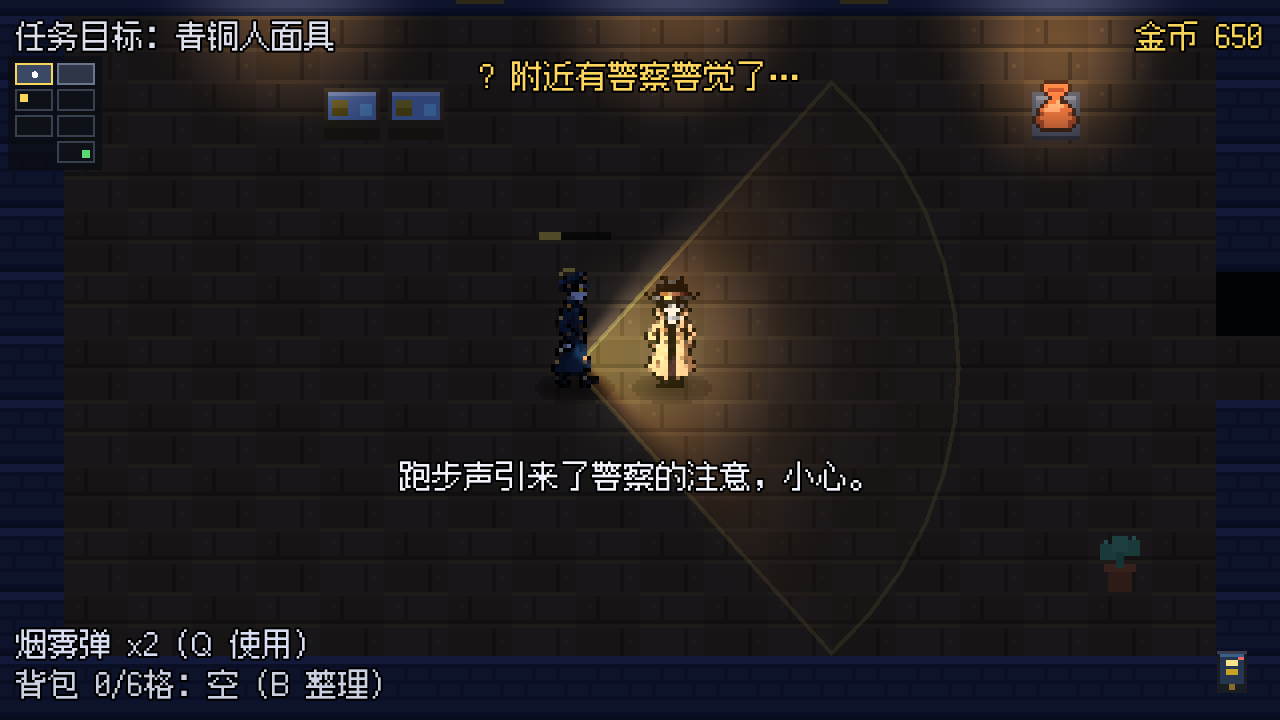 任务目标：青铜人面具
金币 650
？附近有警察警觉了…
跑步声引来了警察的注意，小心。
烟雾弹 x2（Q 使用）
背包 0/6格：空（B 整理）